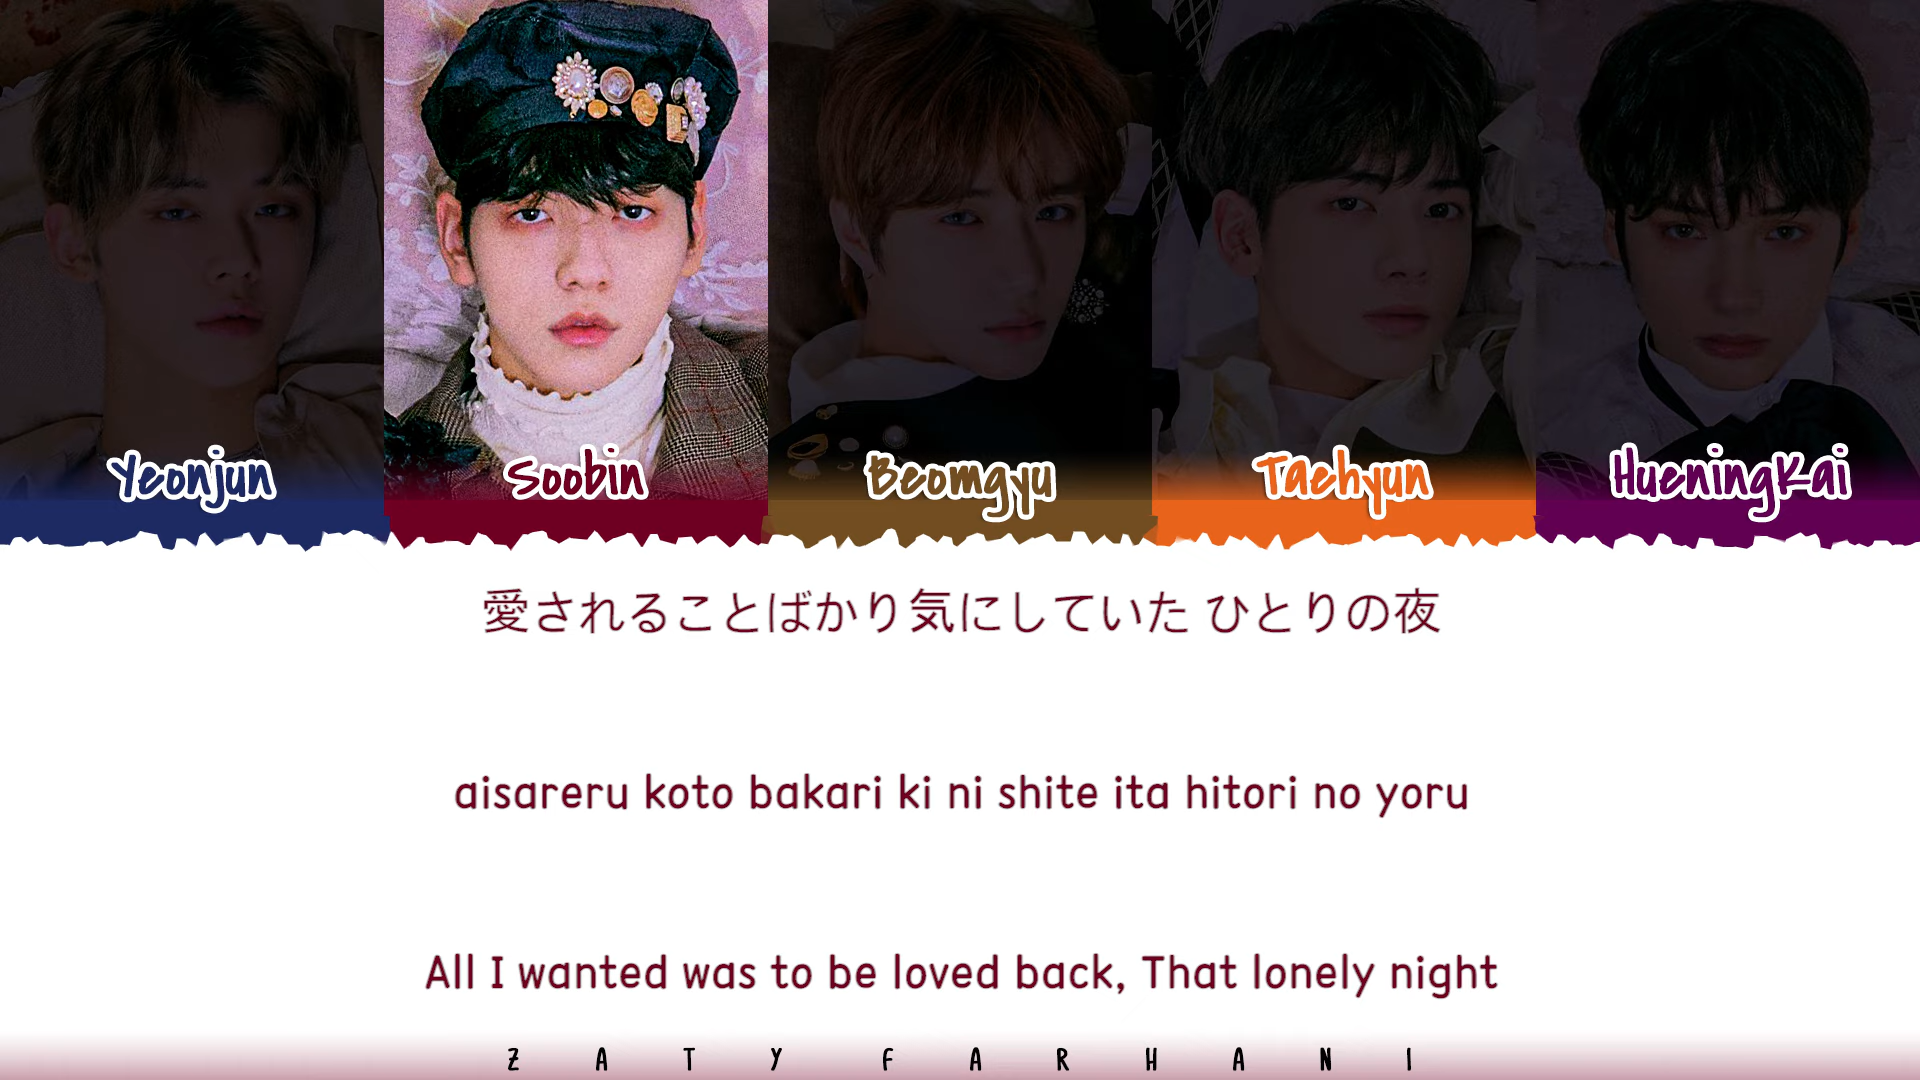 Yeonjun Soobin Beomgyu Taehyun HueningKai
愛されることばかり気にしていた ひとりの夜
aisareru koto bakari ki ni shite ita hitori no yoru
All I wanted was to be loved back, That lonely night
ZATY FARHANI